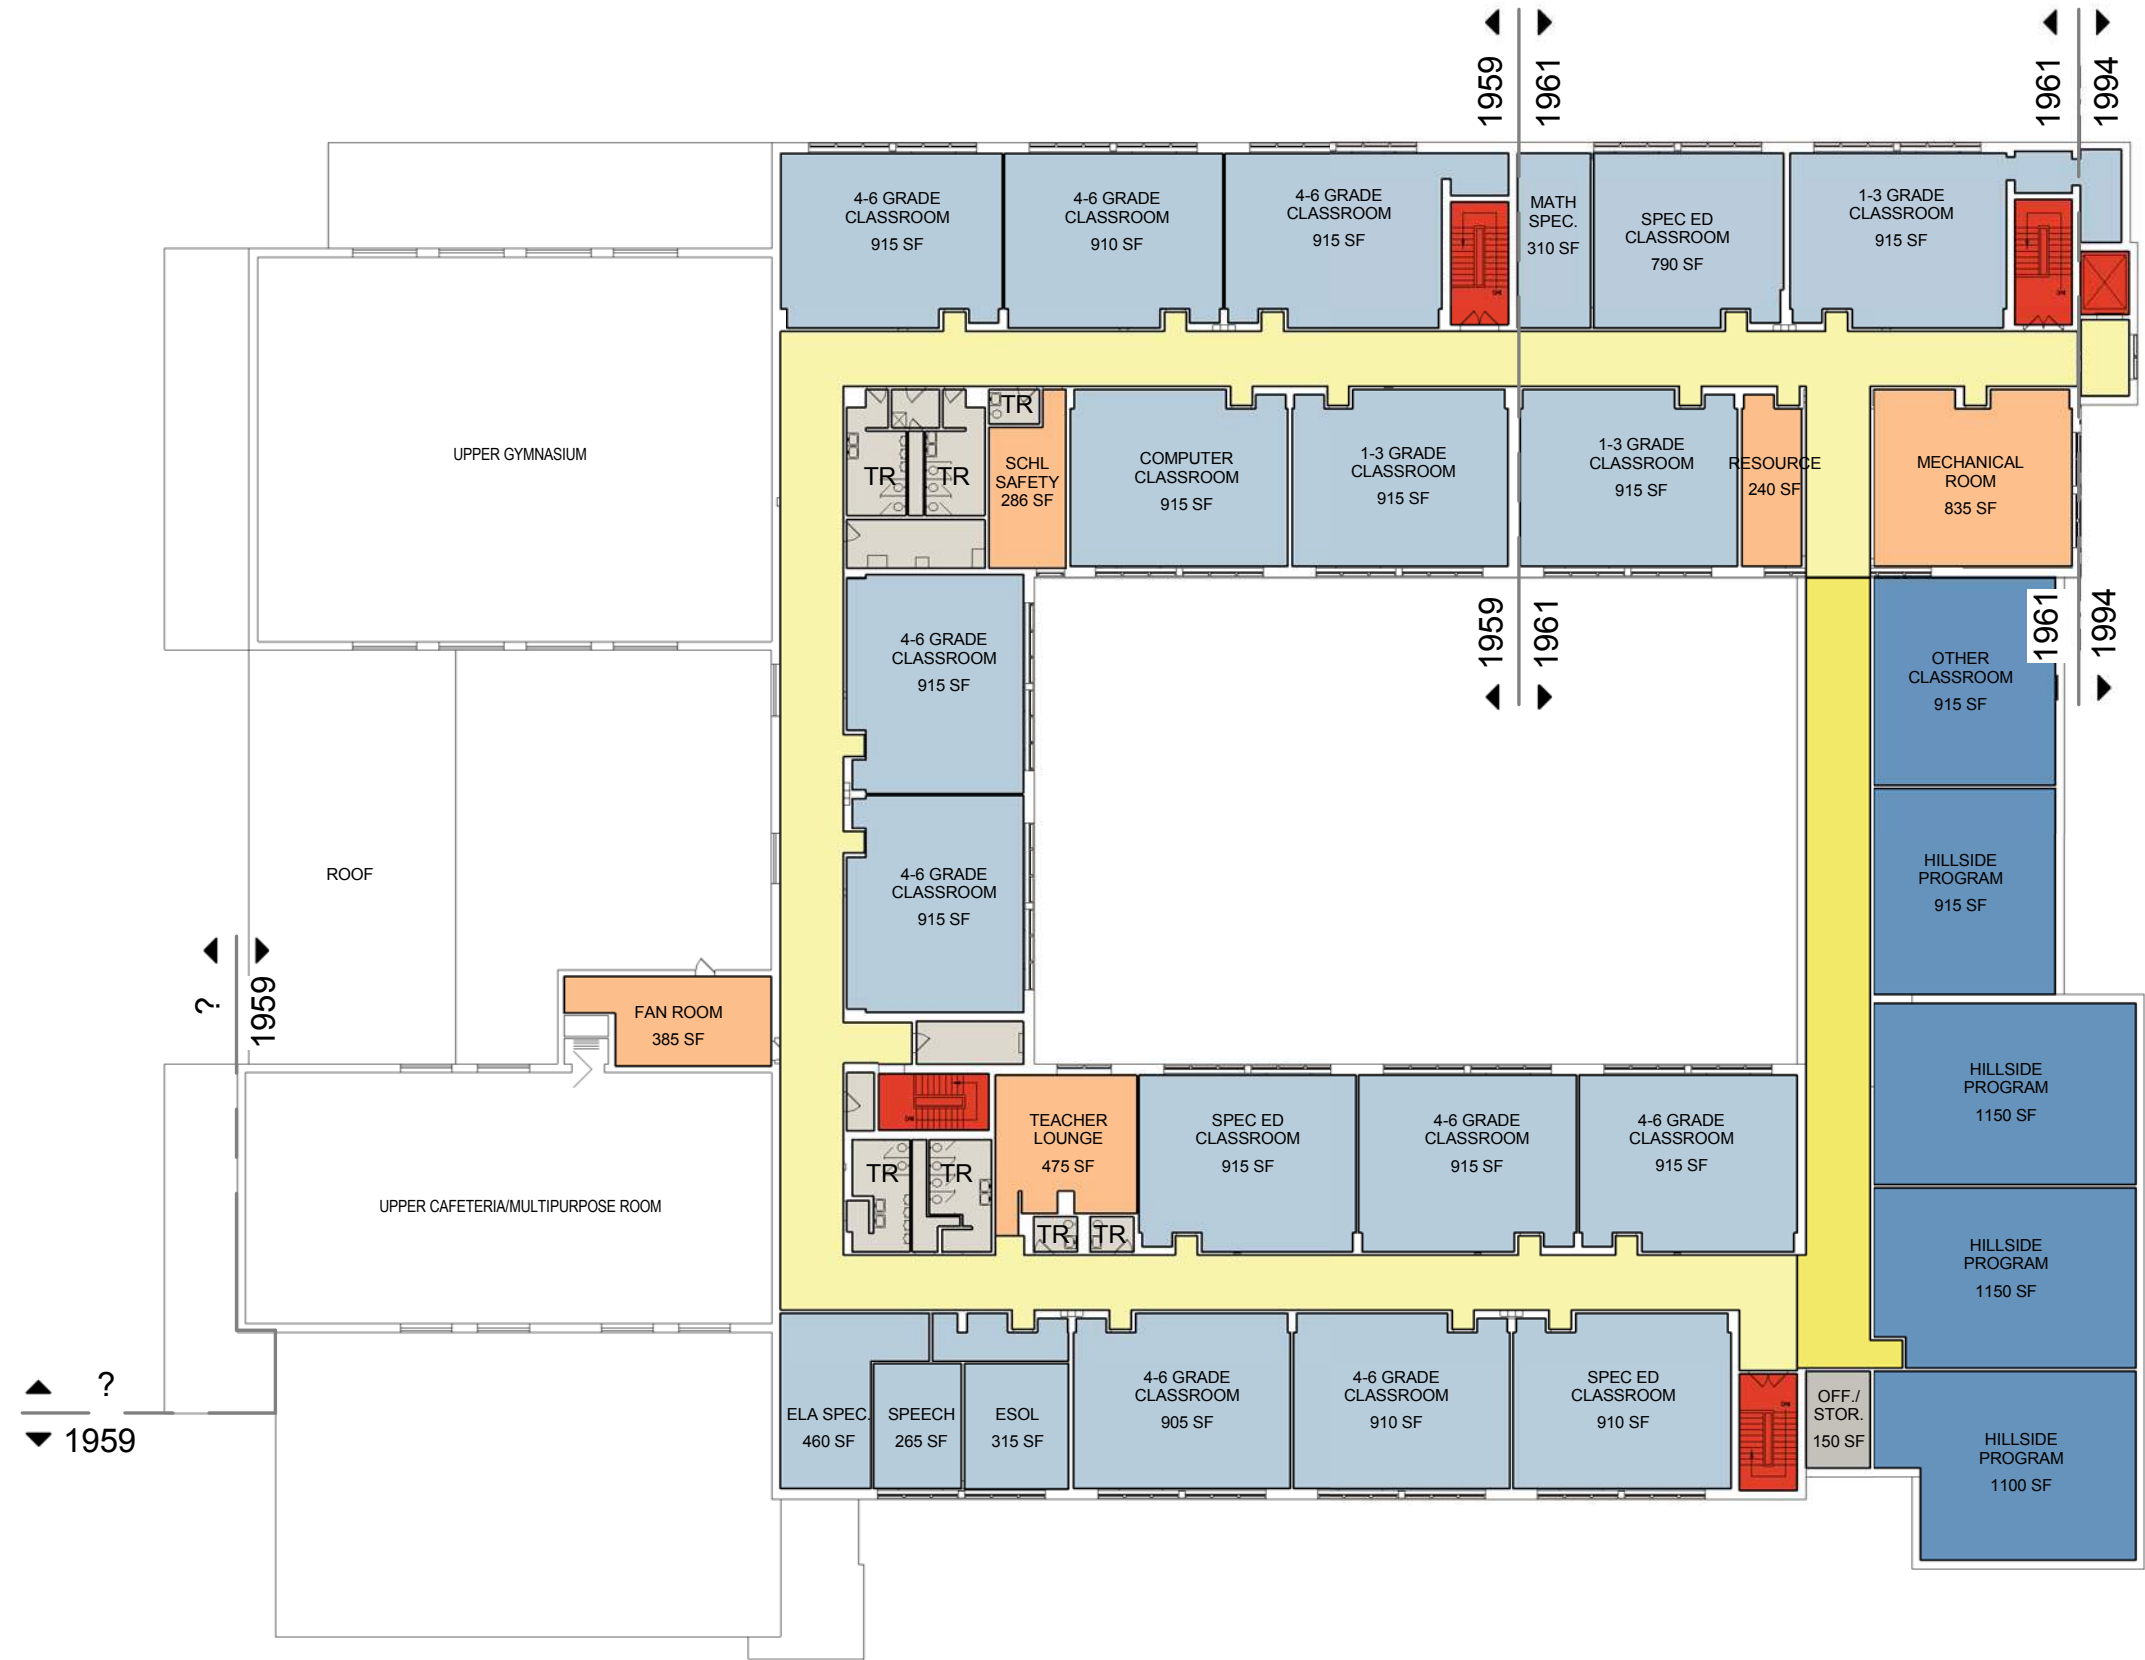 1959
1961
1961
1994
4-6 GRADE
CLASSROOM
915 SF
4-6 GRADE
CLASSROOM
910 SF
4-6 GRADE
CLASSROOM
915 SF
MATH
SPEC.
310 SF
SPEC ED
CLASSROOM
790 SF
1-3 GRADE
CLASSROOM
915 SF
UPPER GYMNASIUM
TR
TR
TR
SCHL
SAFETY
286 SF
COMPUTER
CLASSROOM
915 SF
1-3 GRADE
CLASSROOM
915 SF
1-3 GRADE
CLASSROOM
915 SF
RESOURCE
240 SF
MECHANICAL
ROOM
835 SF
1959
1961
1961
1994
4-6 GRADE
CLASSROOM
915 SF
OTHER
CLASSROOM
915 SF
ROOF
4-6 GRADE
CLASSROOM
915 SF
HILLSIDE
PROGRAM
915 SF
?
1959
FAN ROOM
385 SF
TEACHER
LOUNGE
475 SF
SPEC ED
CLASSROOM
915 SF
4-6 GRADE
CLASSROOM
915 SF
4-6 GRADE
CLASSROOM
915 SF
HILLSIDE
PROGRAM
1150 SF
TR
TR
UPPER CAFETERIA/MULTIPURPOSE ROOM
TR
TR
HILLSIDE
PROGRAM
1150 SF
?
1959
ELA SPEC.
460 SF
SPEECH
265 SF
ESOL
315 SF
4-6 GRADE
CLASSROOM
905 SF
4-6 GRADE
CLASSROOM
910 SF
SPEC ED
CLASSROOM
910 SF
OFF./
STOR.
150 SF
HILLSIDE
PROGRAM
1100 SF